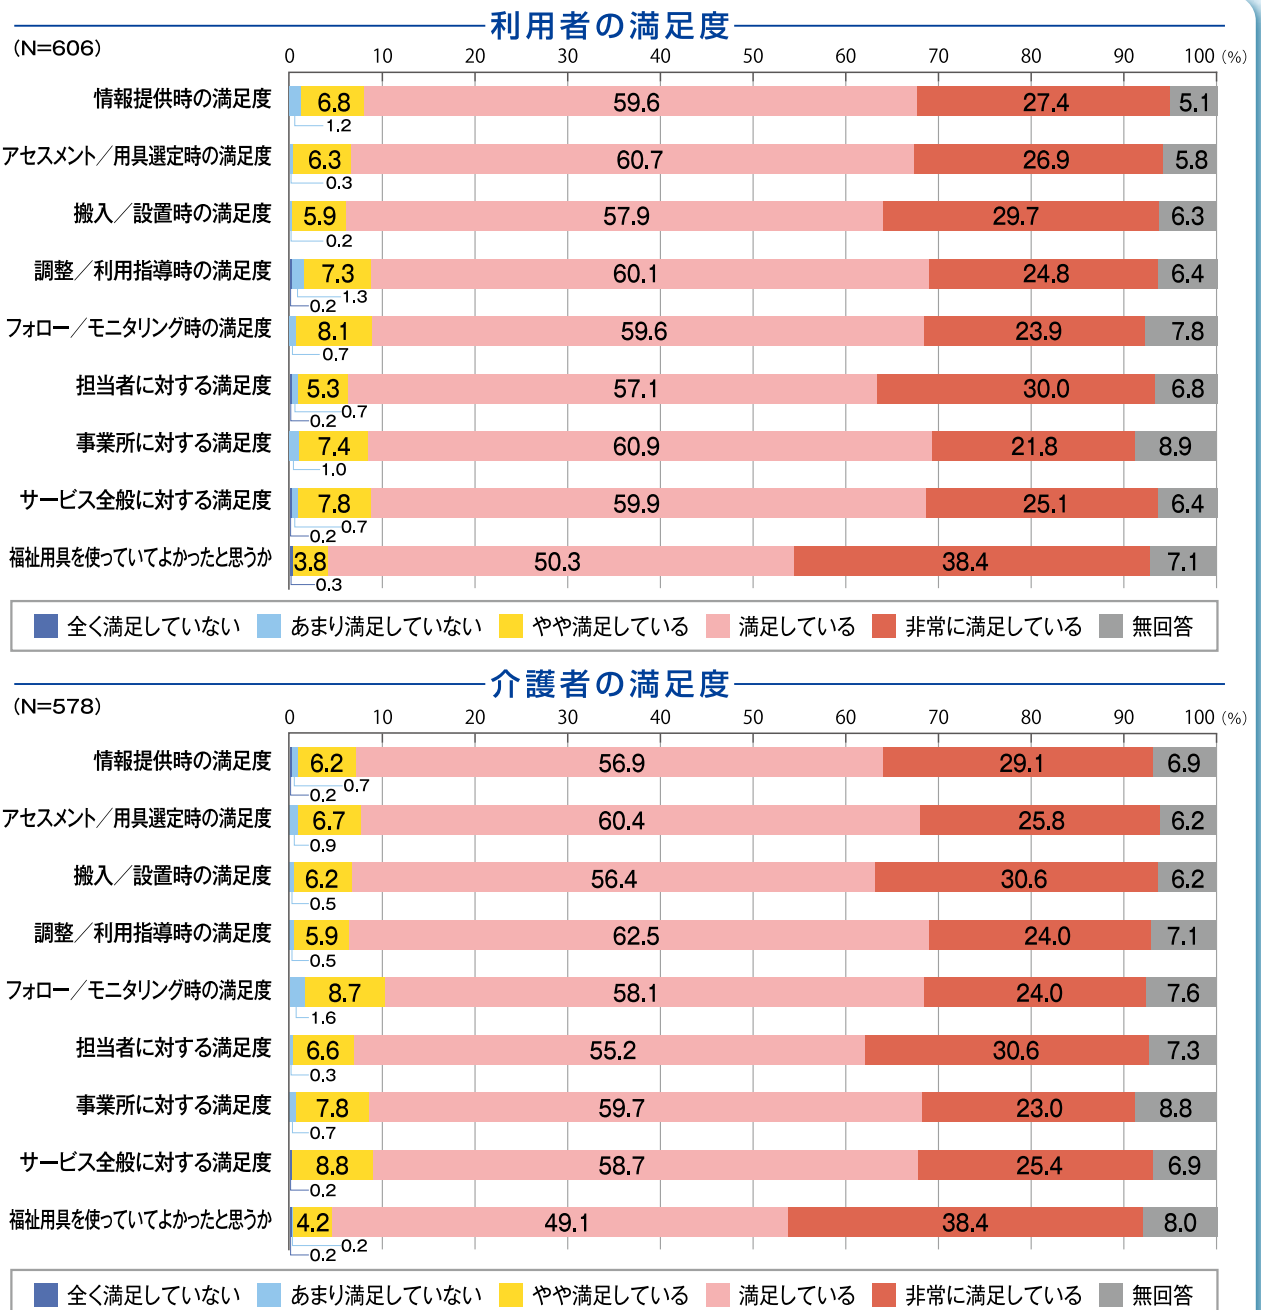 利用者の満足度
(N=606)
0 10 20 30 40 50 60 70 80 90 100 (%)
情報提供時の満足度 6.8 59.6 27.4 5.1
1.2
アセスメント／用具選定時の満足度 6.3 60.7 26.9 5.8
0.3
搬入／設置時の満足度 5.9 57.9 29.7 6.3
0.2
調整／利用指導時の満足度 7.3 60.1 24.8 6.4
1.3
0.2
フォロー／モニタリング時の満足度 8.1 59.6 23.9 7.8
0.7
担当者に対する満足度 5.3 57.1 30.0 6.8
0.7
0.2
事業所に対する満足度 7.4 60.9 21.8 8.9
1.0
サービス全般に対する満足度 7.8 59.9 25.1 6.4
0.7
0.2
福祉用具を使っていてよかったと思うか 3.8 50.3 38.4 7.1
0.3
全く満足していない あまり満足していない やや満足している 満足している 非常に満足している 無回答
介護者の満足度
(N=578)
0 10 20 30 40 50 60 70 80 90 100 (%)
情報提供時の満足度 6.2 56.9 29.1 6.9
0.7
0.2
アセスメント／用具選定時の満足度 6.7 60.4 25.8 6.2
0.9
搬入／設置時の満足度 6.2 56.4 30.6 6.2
0.5
調整／利用指導時の満足度 5.9 62.5 24.0 7.1
0.5
フォロー／モニタリング時の満足度 8.7 58.1 24.0 7.6
1.6
担当者に対する満足度 6.6 55.2 30.6 7.3
0.3
事業所に対する満足度 7.8 59.7 23.0 8.8
0.7
サービス全般に対する満足度 8.8 58.7 25.4 6.9
0.2
福祉用具を使っていてよかったと思うか 4.2 49.1 38.4 8.0
0.2
0.2
全く満足していない あまり満足していない やや満足している 満足している 非常に満足している 無回答